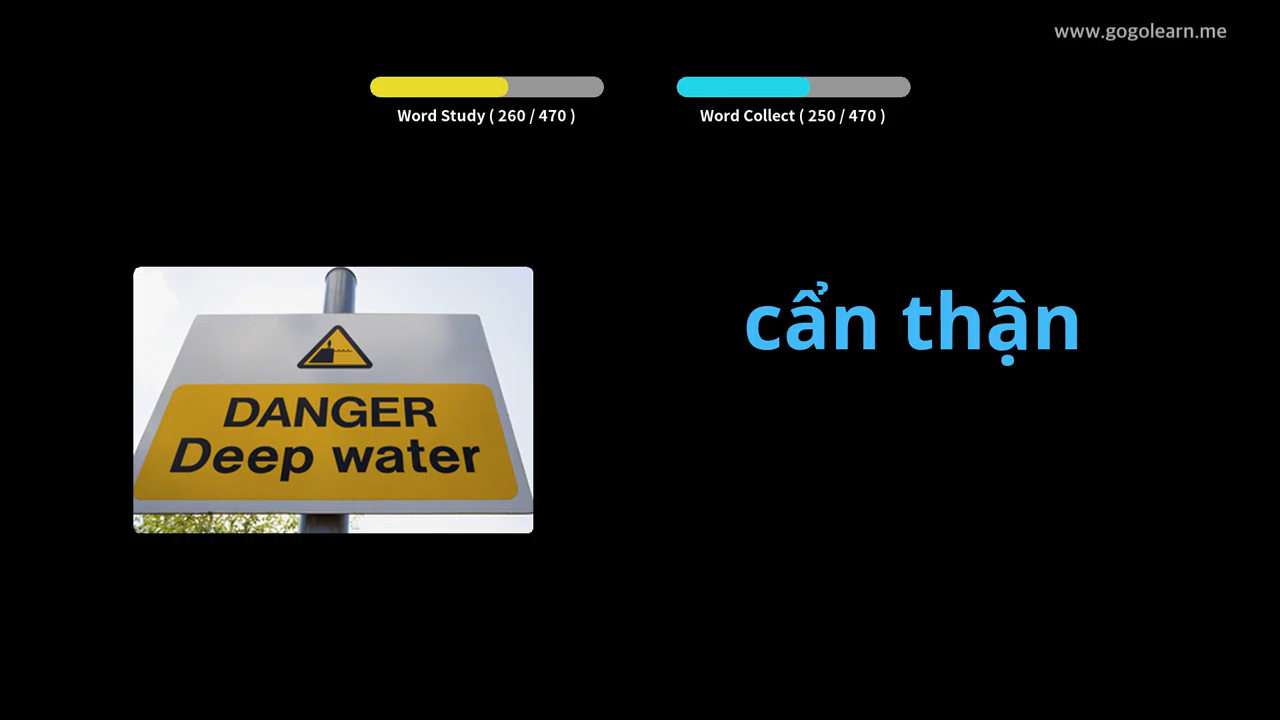 www.gogolearn.me
Word Study ( 260 / 470 )
Word Collect ( 250 / 470 )
cẩn thận
DANGER
Deep water